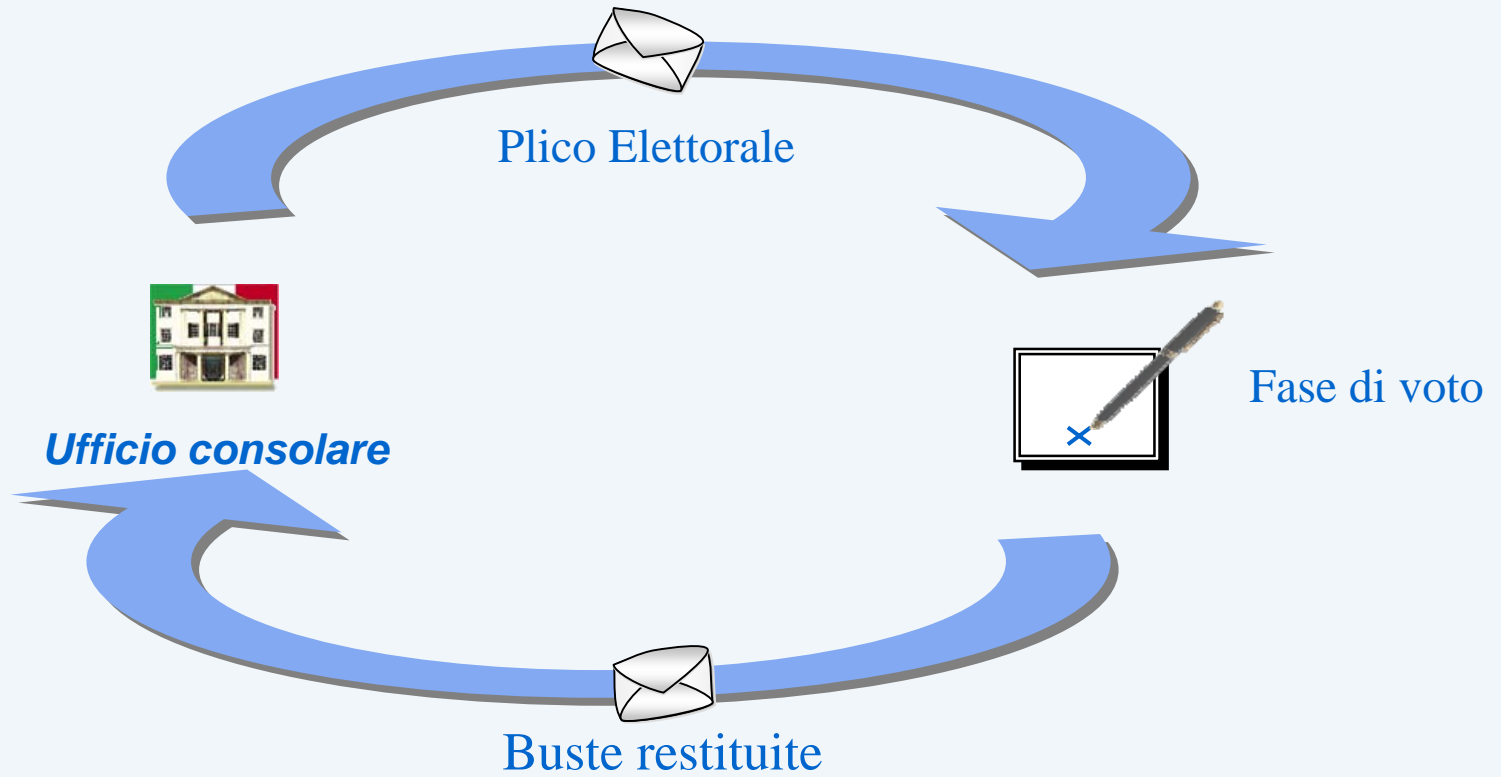 Plico Elettorale
Fase di voto
Ufficio consolare
Buste restituite